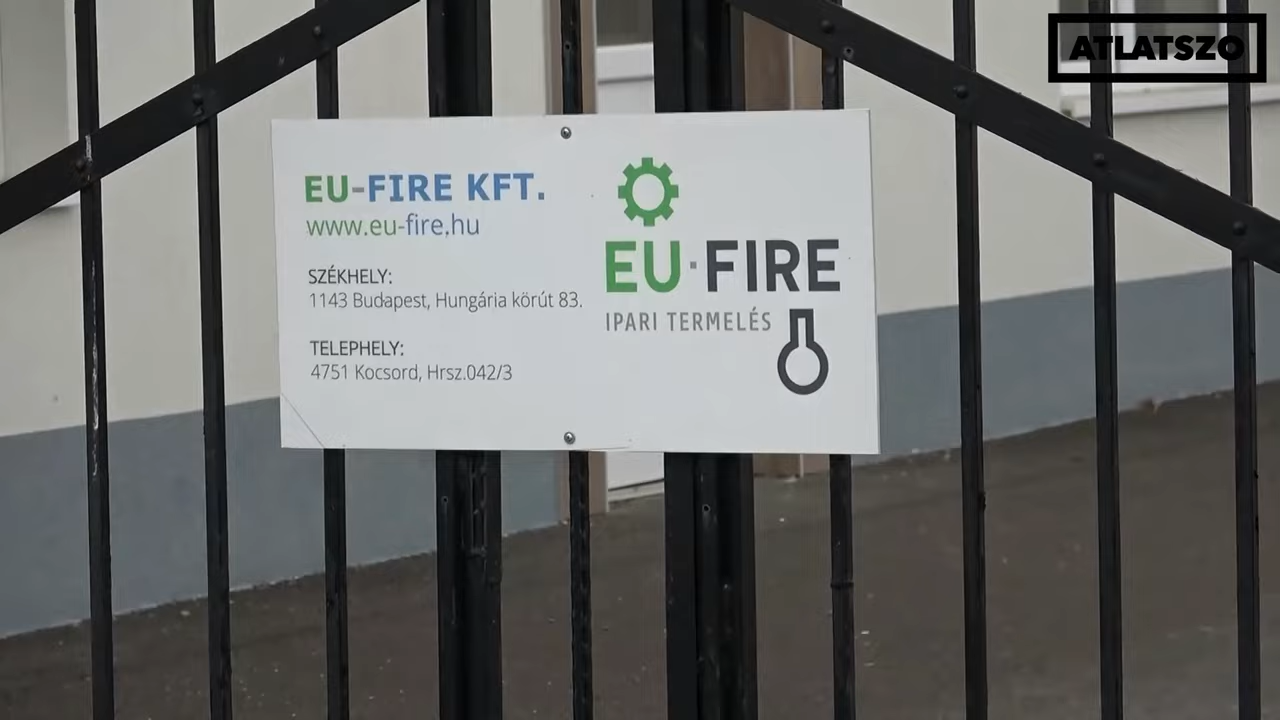 ATLATSZO
EU-FIRE KFT.
www.eu-fire.hu
SZÉKHELY:
1143 Budapest, Hungária körút 83.
TELEPHELY:
4751 Kocsord, Hrsz.042/3
EU·FIRE
IPARI TERMELÉS